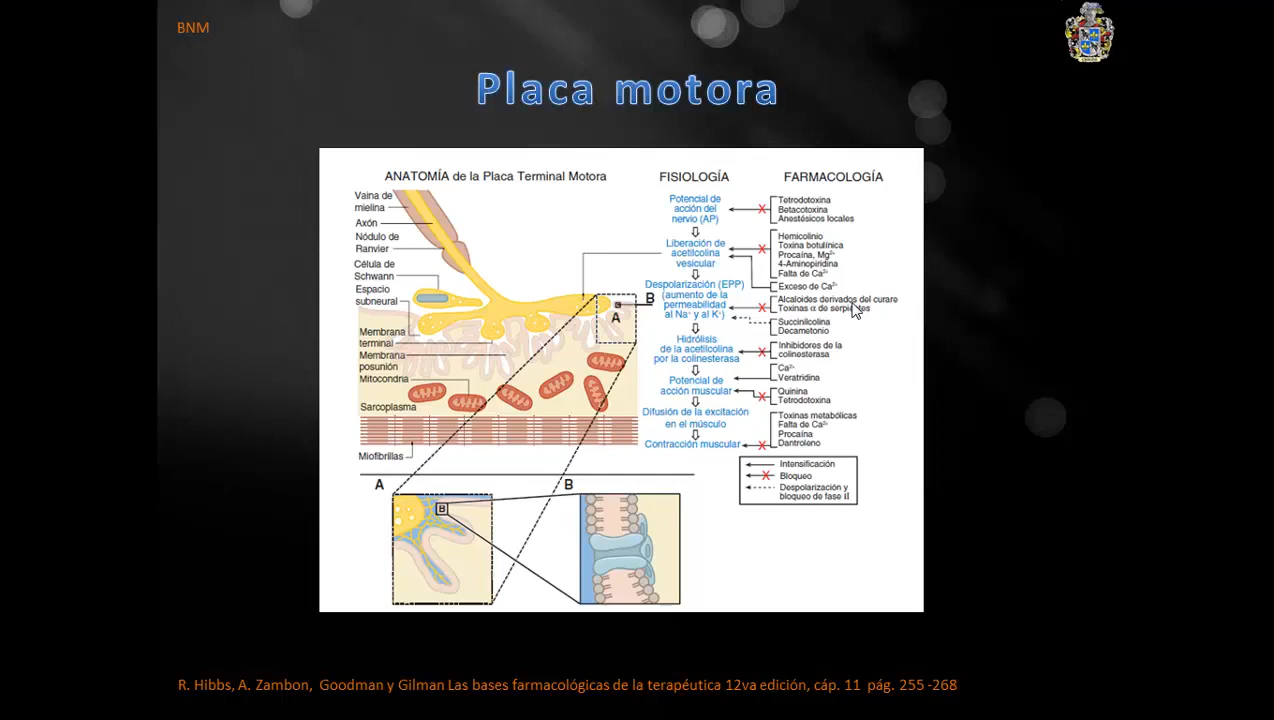 BNM
Placa motora
ANATOMÍA de la Placa Terminal Motora
Vaina de
mielina
Axón
Nódulo de
Ranvier
Célula de
Schwann
Espacio
subneural
Membrana
terminal
Membrana
posunión
Mitocondria
Sarcoplasma
Miofibrillas
A
B
FISIOLOGÍA
Potencial de
acción del
nervio (AP)
Liberación de
acetilcolina
vesicular
Despolarización (EPP)
(aumento de la
permeabilidad
al Na⁺ y al K⁺)
Hidrólisis
de la acetilcolina
por la colinesterasa
Potencial de
acción muscular
Difusión de la excitación
en el músculo
Contracción muscular
FARMACOLOGÍA
Tetrodotoxina
Betacotoxina
Anestésicos locales
Hemicolinio
Toxina botulínica
Procaína, Mg²⁺
4-Aminopiridina
Falta de Ca²⁺
Exceso de Ca²⁺
Alcaloides derivados del curare
Toxinas α de
Succinilcolina
Decametonio
Inhibidores de la
colinesterasa
Ca²⁺
Veratridina
Quinina
Tetrodotoxina
Toxinas metabólicas
Falta de Ca²⁺
Procaína
Dantroleno
Intensificación
Bloqueo
Despolarización y
bloqueo de fase II
A
B
B
R. Hibbs, A. Zambon, Goodman y Gilman Las bases farmacológicas de la terapéutica 12va edición, cáp. 11 pág. 255 -268